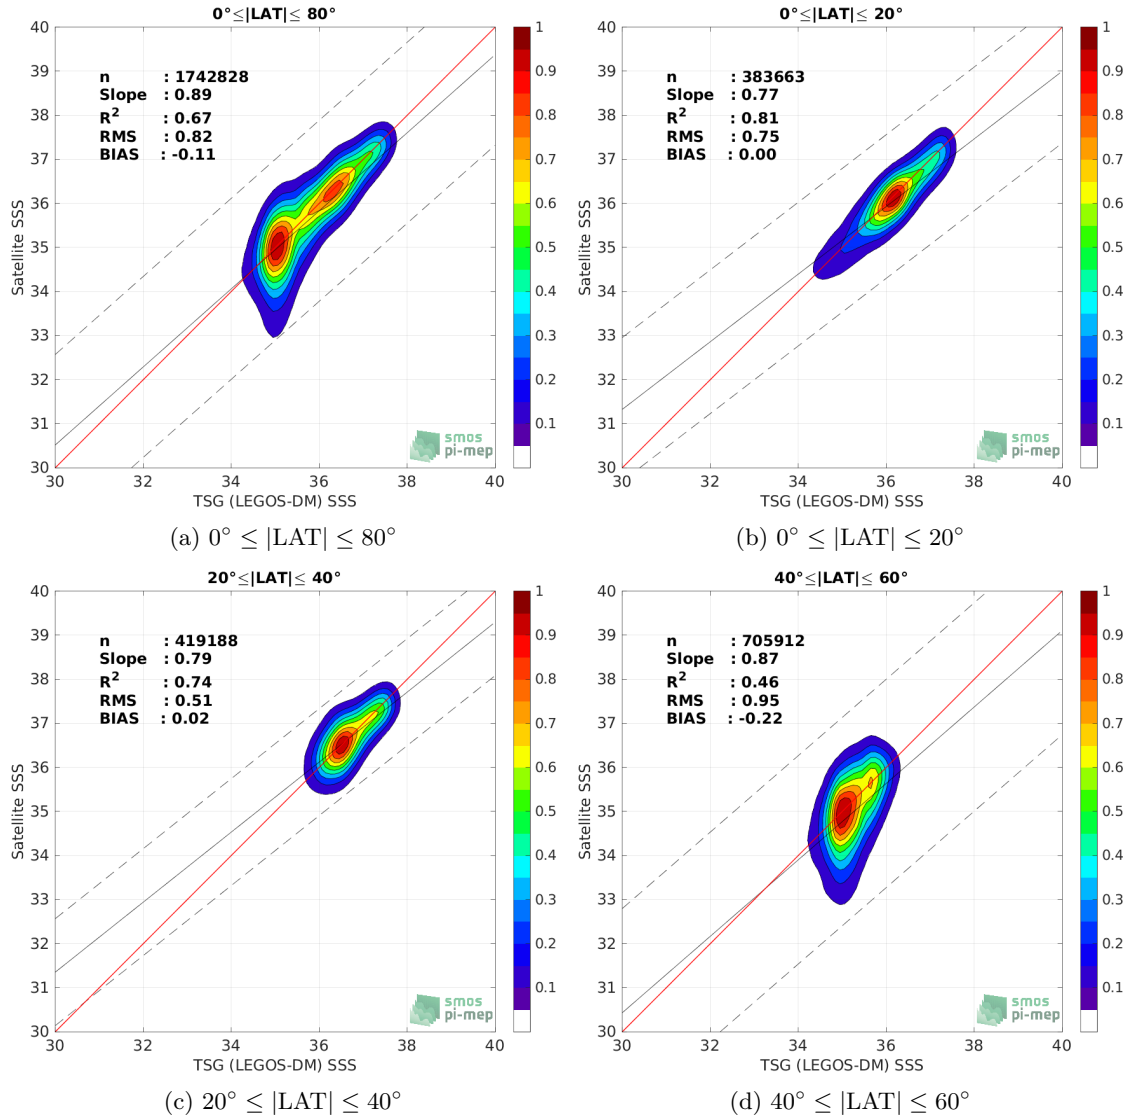 0°≤|LAT|≤ 80°
n : 1742828
Slope : 0.89
R² : 0.67
RMS : 0.82
BIAS : -0.11
Satellite SSS
40
39
38
37
36
35
34
33
32
31
30
30 32 34 36 38 40
TSG (LEGOS-DM) SSS
smos
pi-mep
1
0.9
0.8
0.7
0.6
0.5
0.4
0.3
0.2
0.1
(a) 0° ≤ |LAT| ≤ 80°
0°≤|LAT|≤ 20°
n : 383663
Slope : 0.77
R² : 0.81
RMS : 0.75
BIAS : 0.00
Satellite SSS
40
39
38
37
36
35
34
33
32
31
30
30 32 34 36 38 40
TSG (LEGOS-DM) SSS
smos
pi-mep
1
0.9
0.8
0.7
0.6
0.5
0.4
0.3
0.2
0.1
(b) 0° ≤ |LAT| ≤ 20°
20°≤|LAT|≤ 40°
n : 419188
Slope : 0.79
R² : 0.74
RMS : 0.51
BIAS : 0.02
Satellite SSS
40
39
38
37
36
35
34
33
32
31
30
30 32 34 36 38 40
TSG (LEGOS-DM) SSS
smos
pi-mep
1
0.9
0.8
0.7
0.6
0.5
0.4
0.3
0.2
0.1
(c) 20° ≤ |LAT| ≤ 40°
40°≤|LAT|≤ 60°
n : 705912
Slope : 0.87
R² : 0.46
RMS : 0.95
BIAS : -0.22
Satellite SSS
40
39
38
37
36
35
34
33
32
31
30
30 32 34 36 38 40
TSG (LEGOS-DM) SSS
smos
pi-mep
1
0.9
0.8
0.7
0.6
0.5
0.4
0.3
0.2
0.1
(d) 40° ≤ |LAT| ≤ 60°